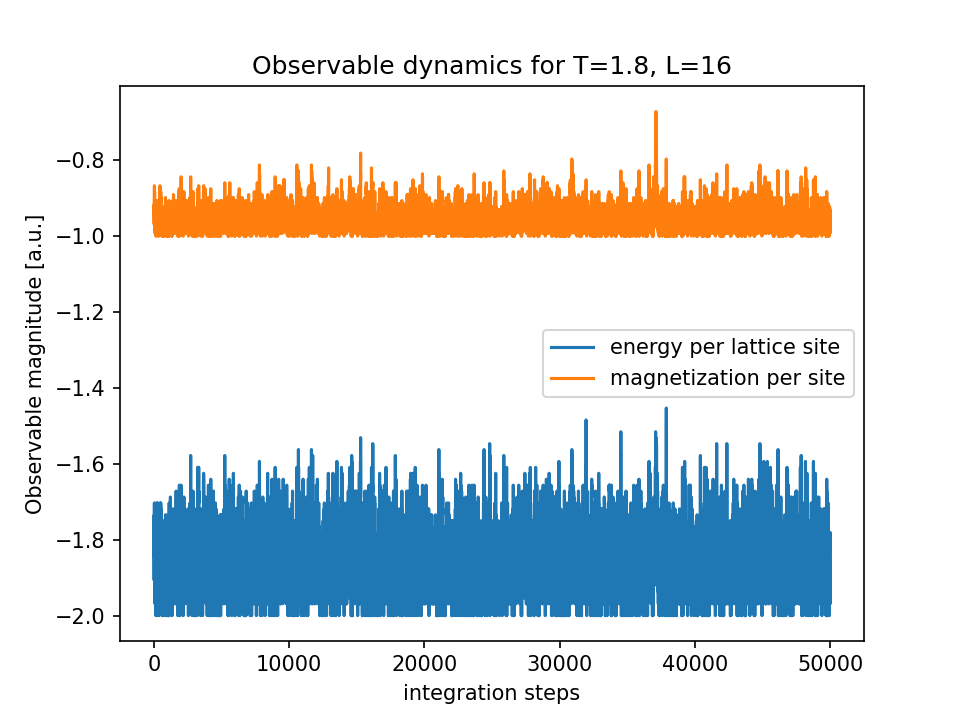 Observable dynamics for T=1.8, L=16
Observable magnitude [a.u.]
−0.8
−1.0
−1.2
−1.4
−1.6
−1.8
−2.0
energy per lattice site
magnetization per site
0 10000 20000 30000 40000 50000
integration steps